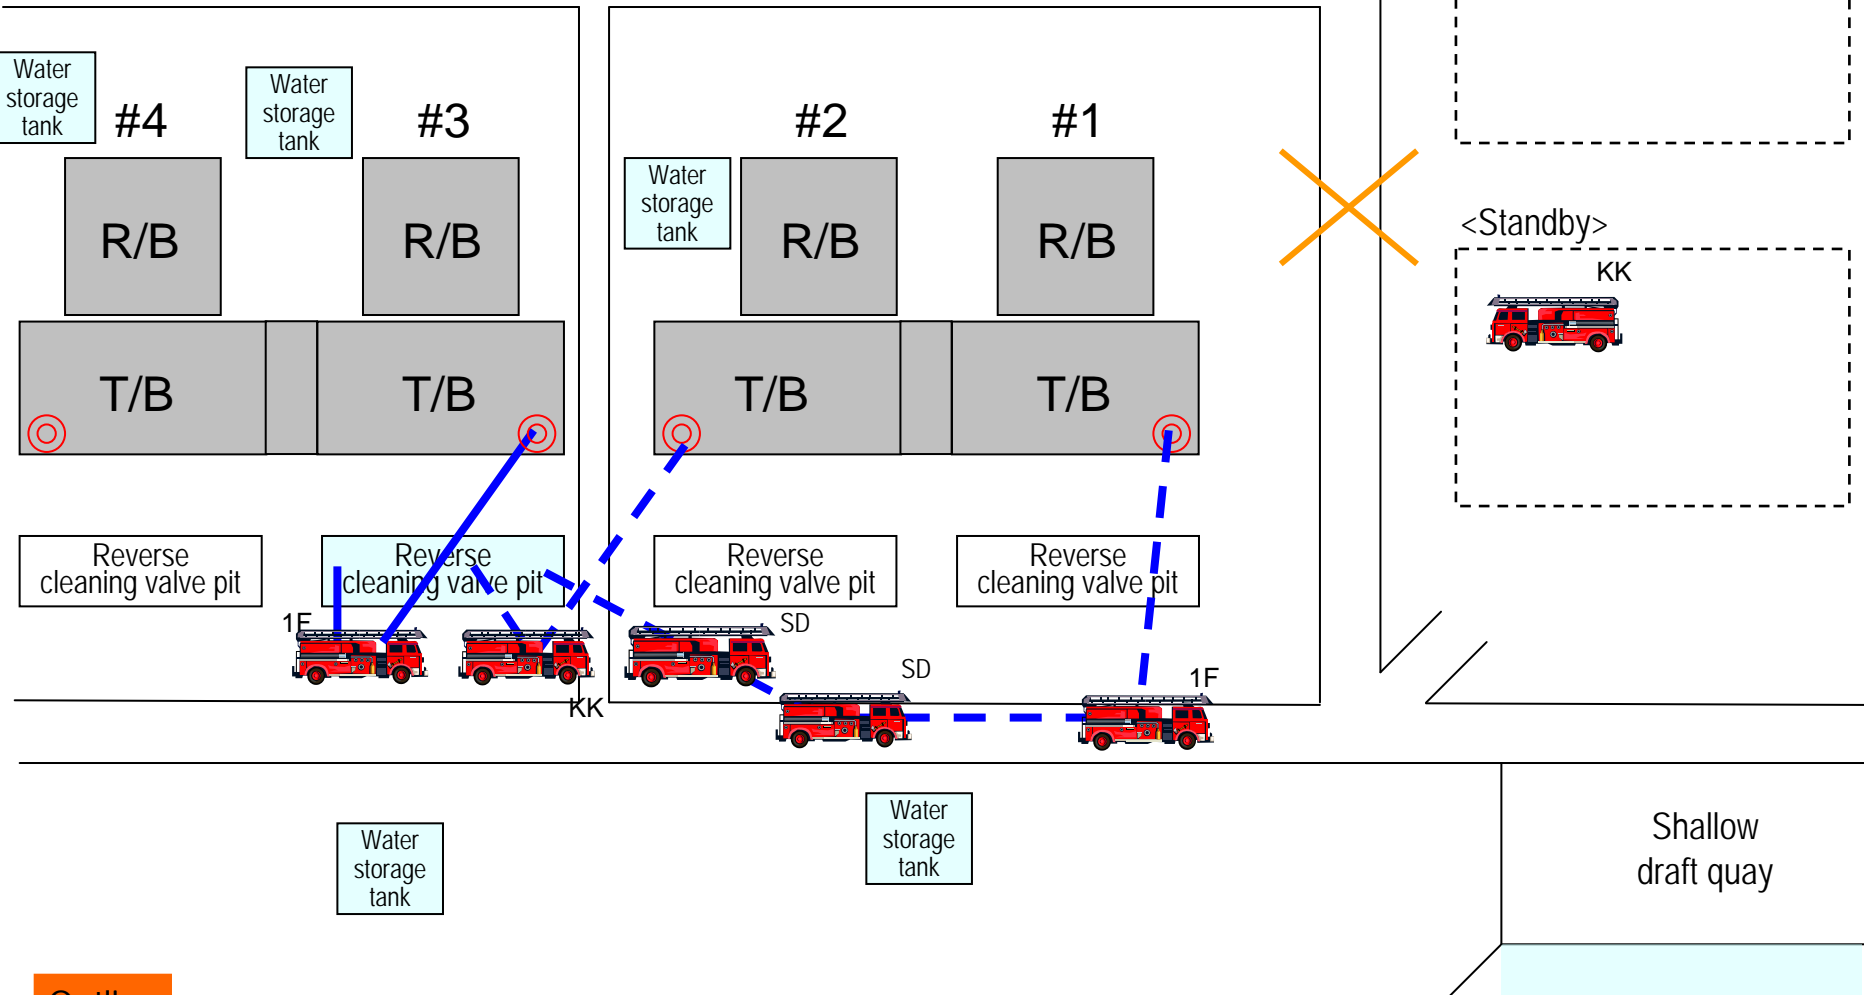 Water
storage
tank
#4
Water
storage
tank
#3
#2
#1
Water
storage
tank
R/B
R/B
R/B
R/B
<Standby>
KK
T/B
T/B
T/B
T/B
Reverse
cleaning valve pit
Reverse
cleaning valve pit
Reverse
cleaning valve pit
Reverse
cleaning valve pit
1F
KK
SD
SD
1F
Water
storage
tank
Water
storage
tank
Shallow
draft quay